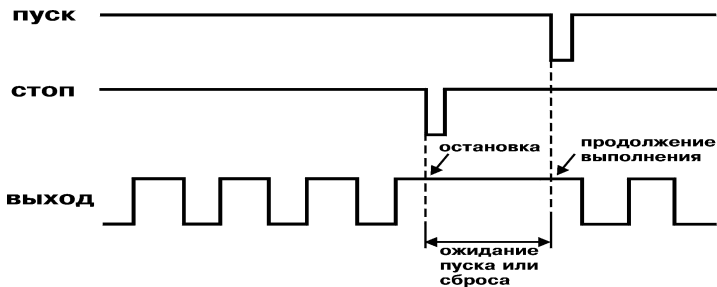 пуск
стоп
остановка
продолжение
выполнения
выход
ожидание
пуска или
сброса